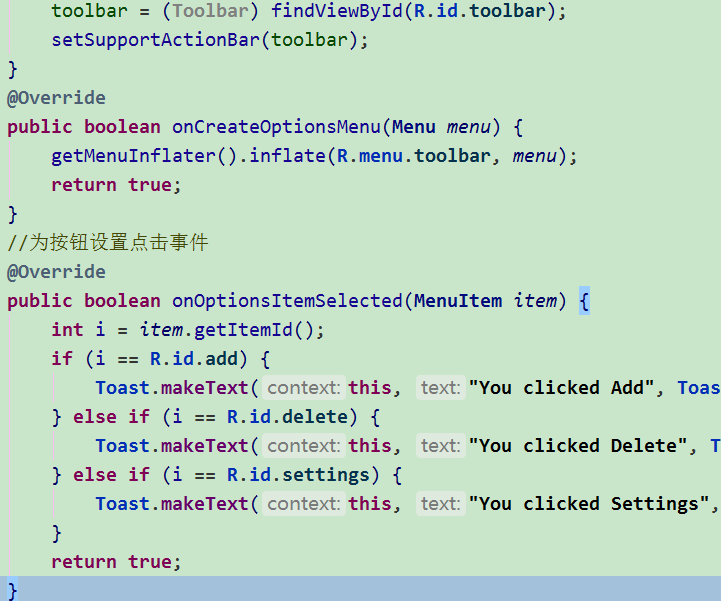 toolbar = (Toolbar) findViewById(R.id.toolbar);
setSupportActionBar(toolbar);
}
@Override
public boolean onCreateOptionsMenu(Menu menu) {
getMenuInflater().inflate(R.menu.toolbar, menu);
return true;
}
//为按钮设置点击事件
@Override
public boolean onOptionsItemSelected(MenuItem item) {
int i = item.getItemId();
if (i == R.id.add) {
Toast.makeText( context: this, text: "You clicked Add", Toas
} else if (i == R.id.delete) {
Toast.makeText( context: this, text: "You clicked Delete", T
} else if (i == R.id.settings) {
Toast.makeText( context: this, text: "You clicked Settings",
}
return true;
}